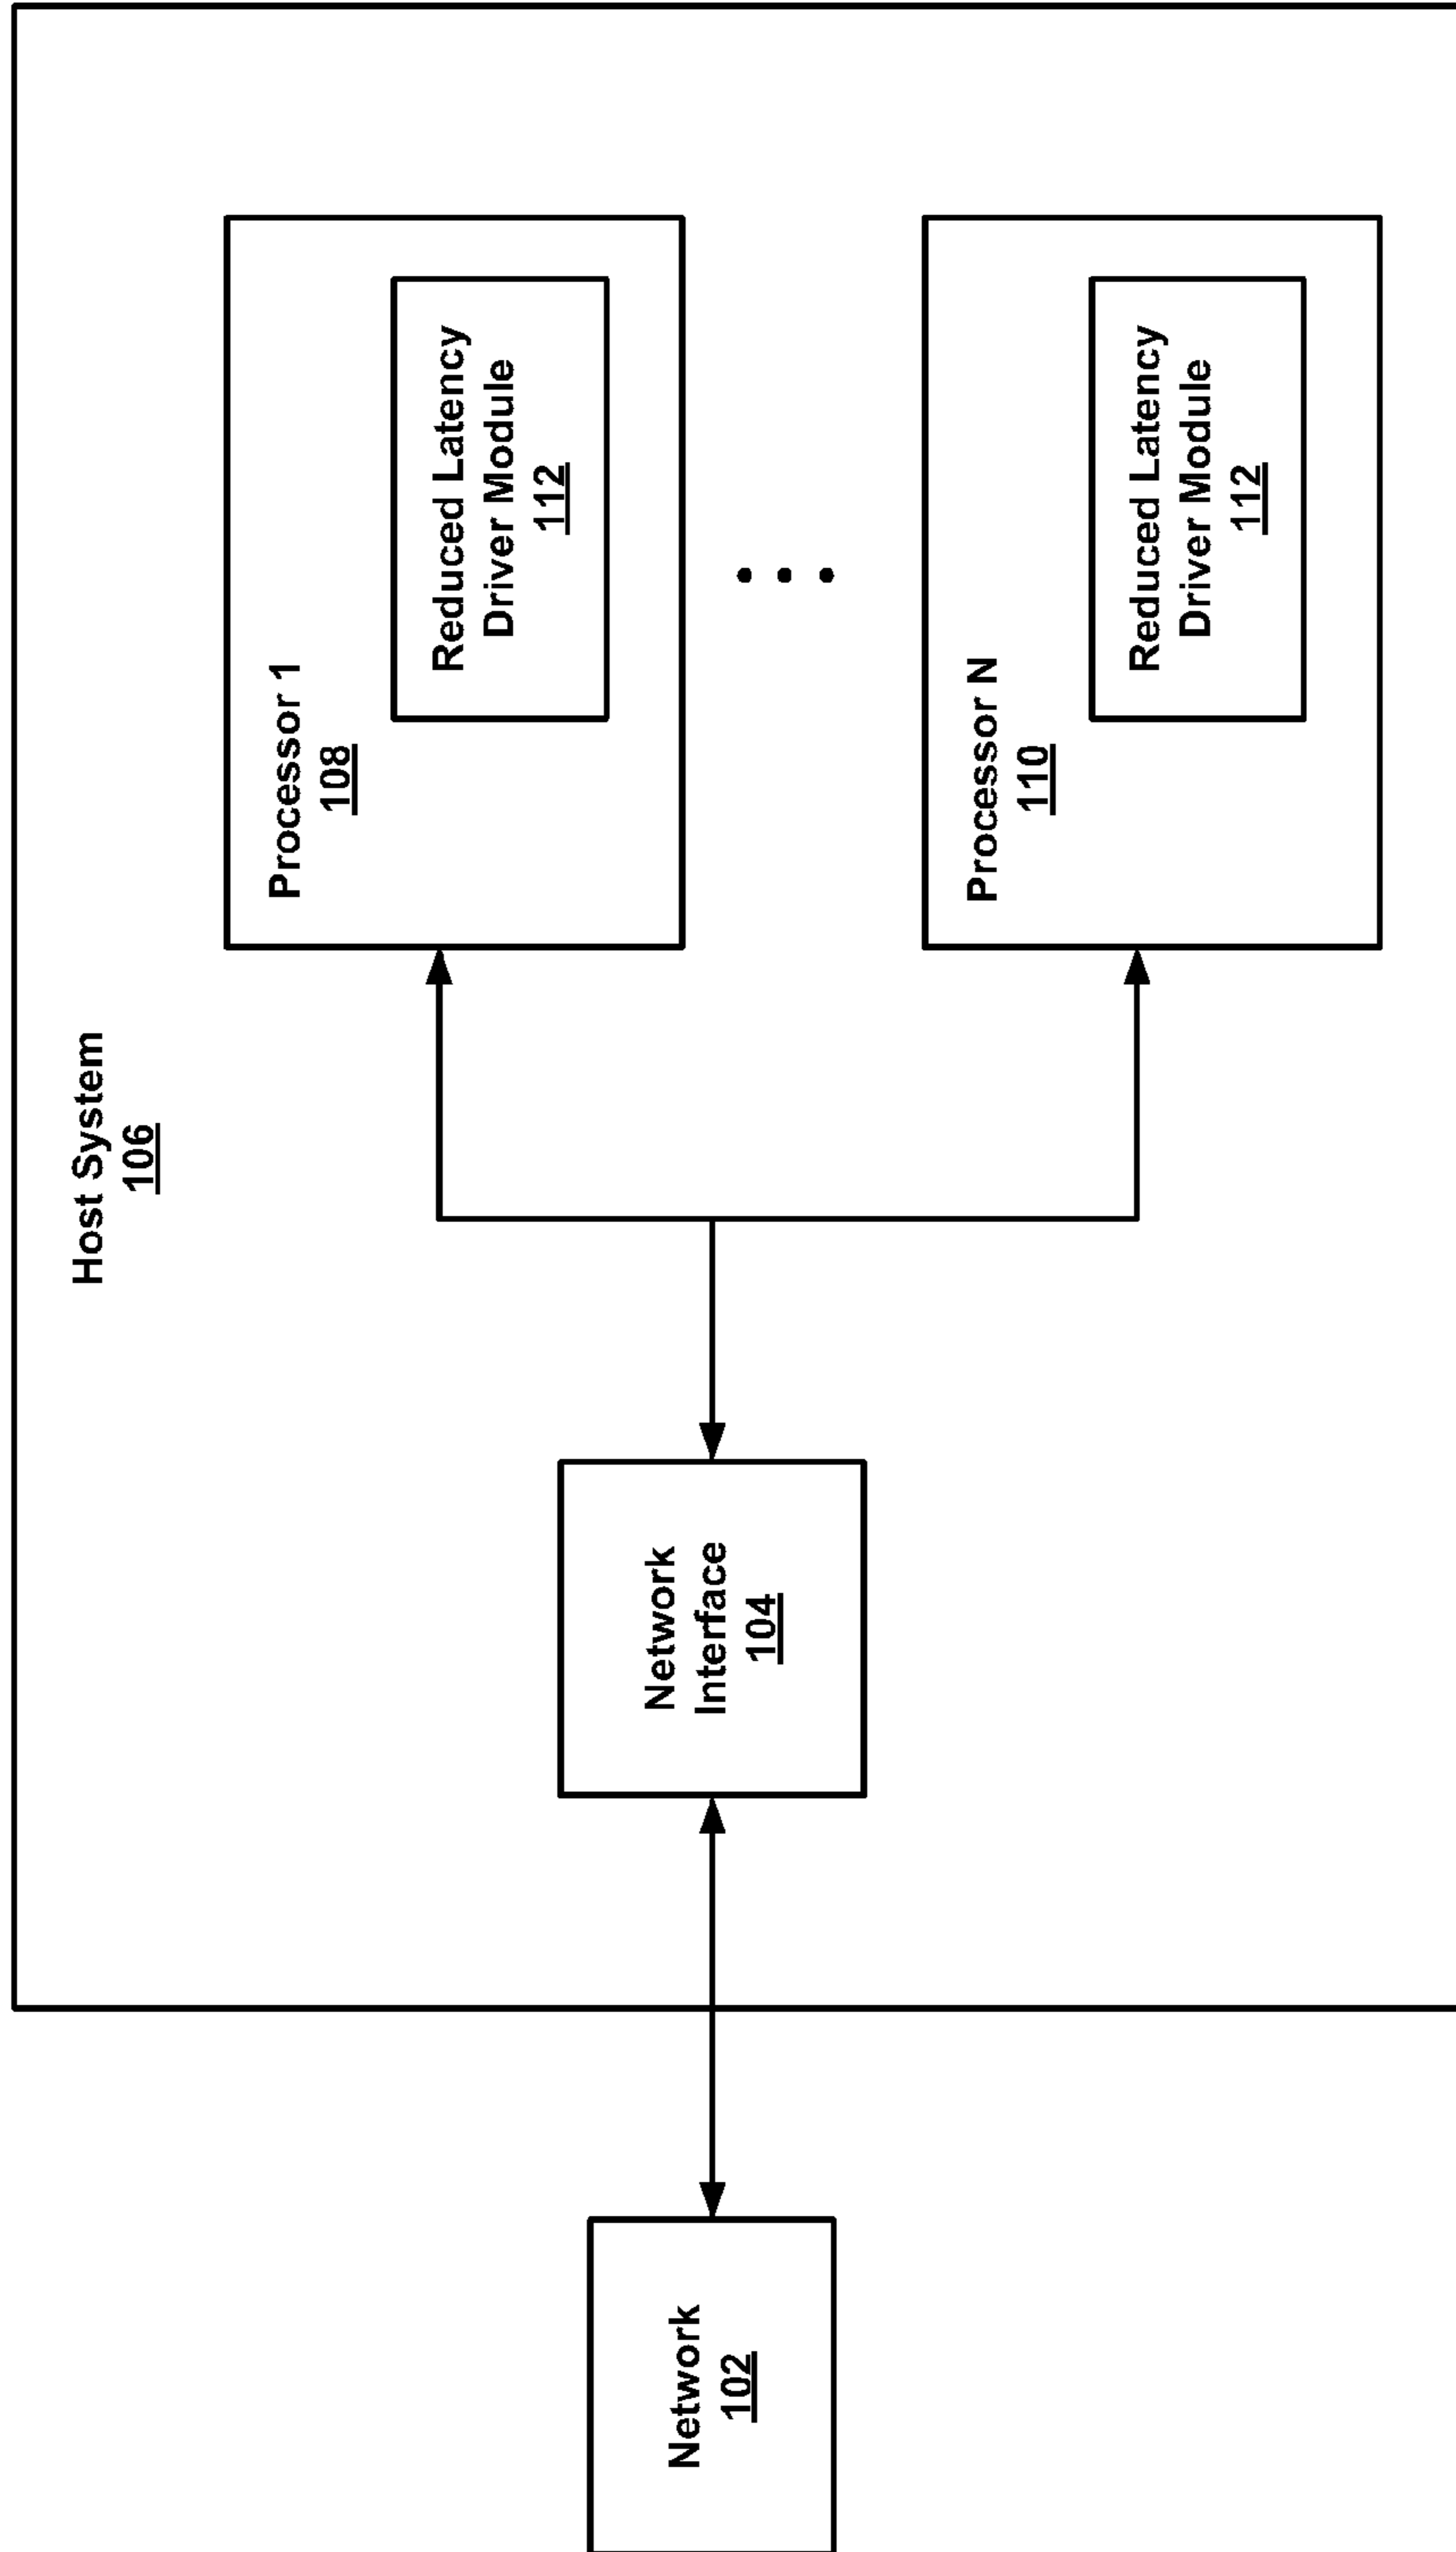 Host System
106
Network
102
Network
Interface
104
Processor 1
108
Reduced Latency
Driver Module
112
Processor N
110
Reduced Latency
Driver Module
112